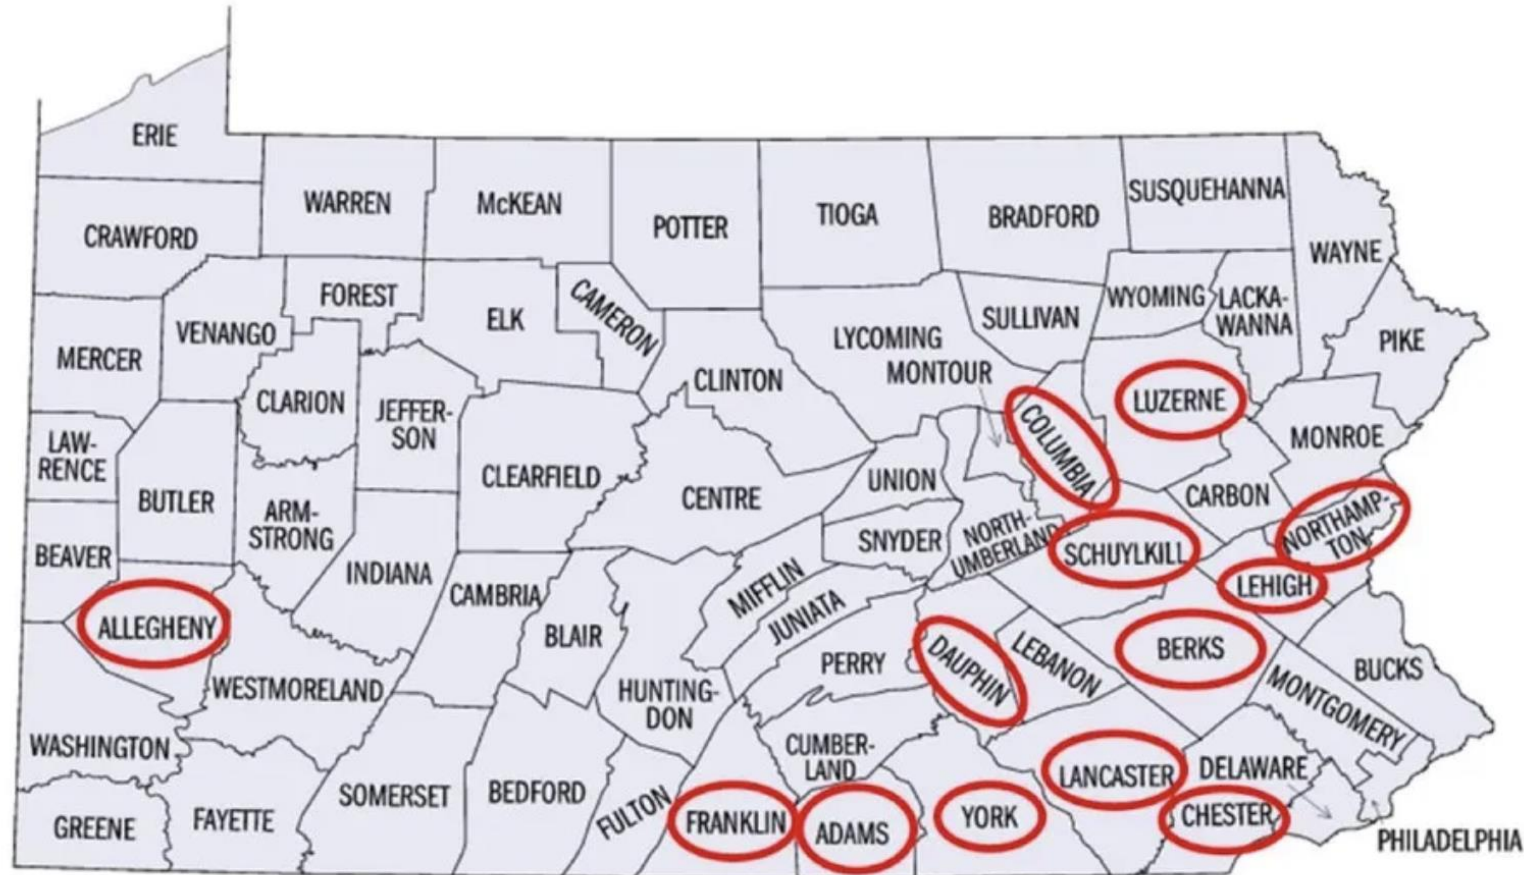 ERIE
WARREN
McKEAN
POTTER
TIOGA
BRADFORD
SUSQUEHANNA
CRAWFORD
WAYNE
FOREST
ELK
CAMERON
VENANGO
MERCER
CLARION
JEFFER-
SON
CLINTON
LYCOMING
MONTOUR
SULLIVAN
WYOMING
LACKA-
WANNA
PIKE
LUZERNE
COLUMBIA
MONROE
LAW-
RENCE
BUTLER
ARM-
STRONG
CLEARFIELD
CENTRE
UNION
SNYDER
NORTH-
UMBERLAND
CARBON
NORTHAMP-
TON
SCHUYLKILL
LEHIGH
BEAVER
INDIANA
CAMBRIA
BLAIR
MIFFLIN
JUNIATA
PERRY
DAUPHIN
LEBANON
BERKS
BUCKS
MONTGOMERY
ALLEGHENY
WESTMORELAND
HUNTING-
DON
CUMBER-
LAND
LANCASTER
DELAWARE
CHESTER
PHILADELPHIA
WASHINGTON
GREENE
FAYETTE
SOMERSET
BEDFORD
FULTON
FRANKLIN
ADAMS
YORK